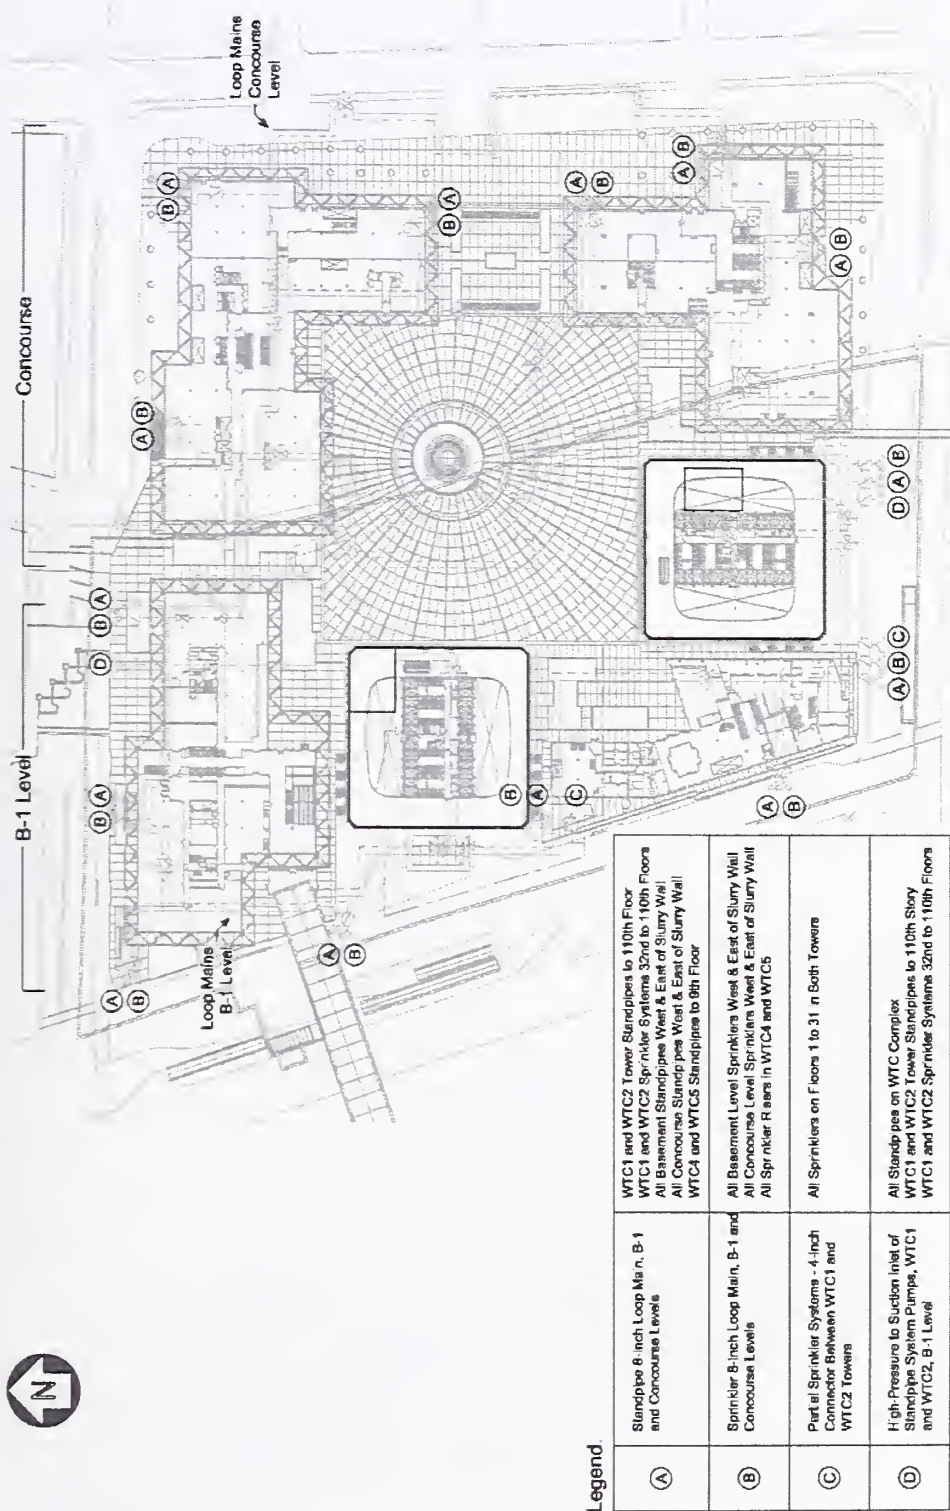 Concourse
B-1 Level
Loop Mains
Concourse
Level
Loop Mains
B-1 Level
B A
A B
B A
A
B
A B
A B
D A B
A B C
A
B
B
A
C
D
B A
B A
A
B
A
B
N
Legend
A
Standpipe 8-Inch Loop Main, B-1
and Concourse Levels
WTC1 and WTC2 Tower Standpipes to 110th Floor
WTC1 and WTC2 Sprinkler Systems 32nd to 110th Floors
All Basement Standpipes West & East of Slurry Wall
All Concourse Standpipes West & East of Slurry Wall
WTC4 and WTC5 Standpipes to 9th Floor
B
Sprinkler 8-Inch Loop Main, B-1 and
Concourse Levels
All Basement Level Sprinklers West & East of Slurry Wall
All Concourse Level Sprinklers West & East of Slurry Wall
All Sprinkler Risers in WTC4 and WTC5
C
Partial Sprinkler Systems - 4-Inch
Connector Between WTC1 and
WTC2 Towers
All Sprinklers on Floors 1 to 31 in Both Towers
D
High-Pressure to Suction Inlet of
Standpipe System Pumps, WTC1
and WTC2, B-1 Level
All Standpipes on WTC Complex
WTC1 and WTC2 Tower Standpipes to 110th Story
WTC1 and WTC2 Sprinkler Systems 32nd to 110th Floors